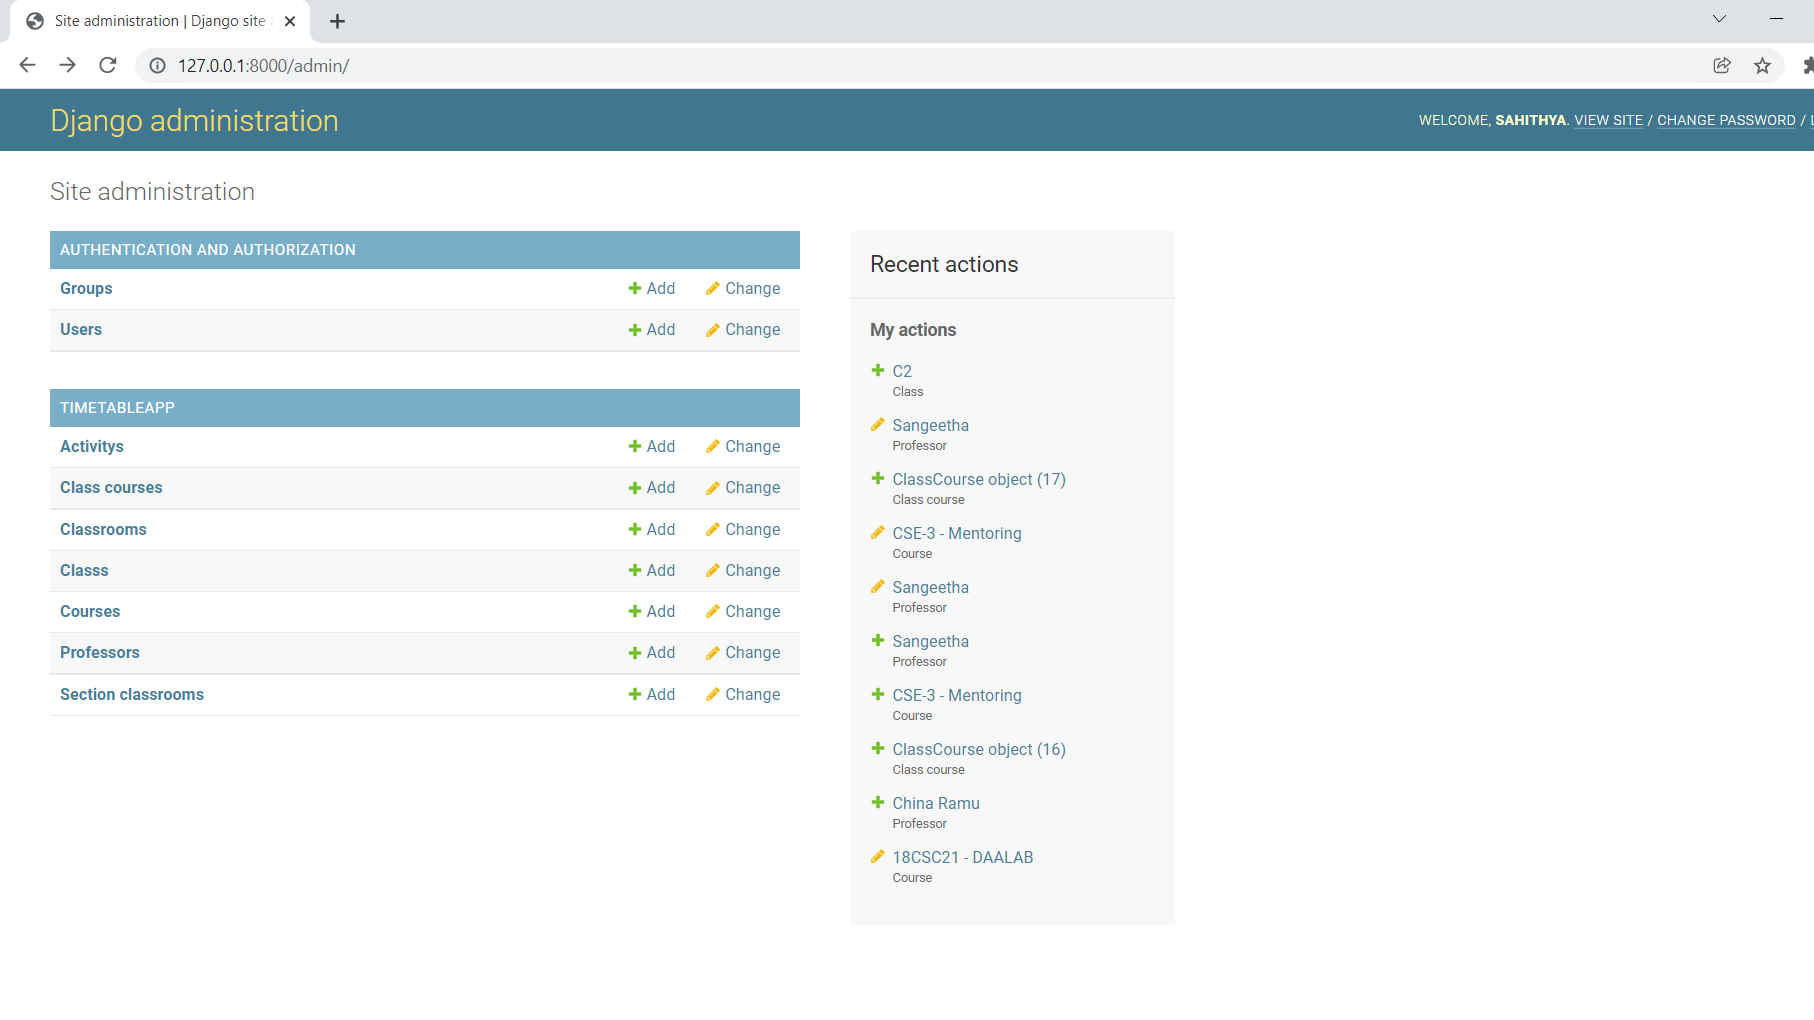 Site administration | Django site
127.0.0.1:8000/admin/
Django administration
WELCOME, SAHITHYA. VIEW SITE / CHANGE PASSWORD /
Site administration
AUTHENTICATION AND AUTHORIZATION
Groups Add Change
Users Add Change
TIMETABLEAPP
Activitys Add Change
Class courses Add Change
Classrooms Add Change
Classs Add Change
Courses Add Change
Professors Add Change
Section classrooms Add Change
Recent actions
My actions
C2
Class
Sangeetha
Professor
ClassCourse object (17)
Class course
CSE-3 - Mentoring
Course
Sangeetha
Professor
Sangeetha
Professor
CSE-3 - Mentoring
Course
ClassCourse object (16)
Class course
China Ramu
Professor
18CSC21 - DAALAB
Course